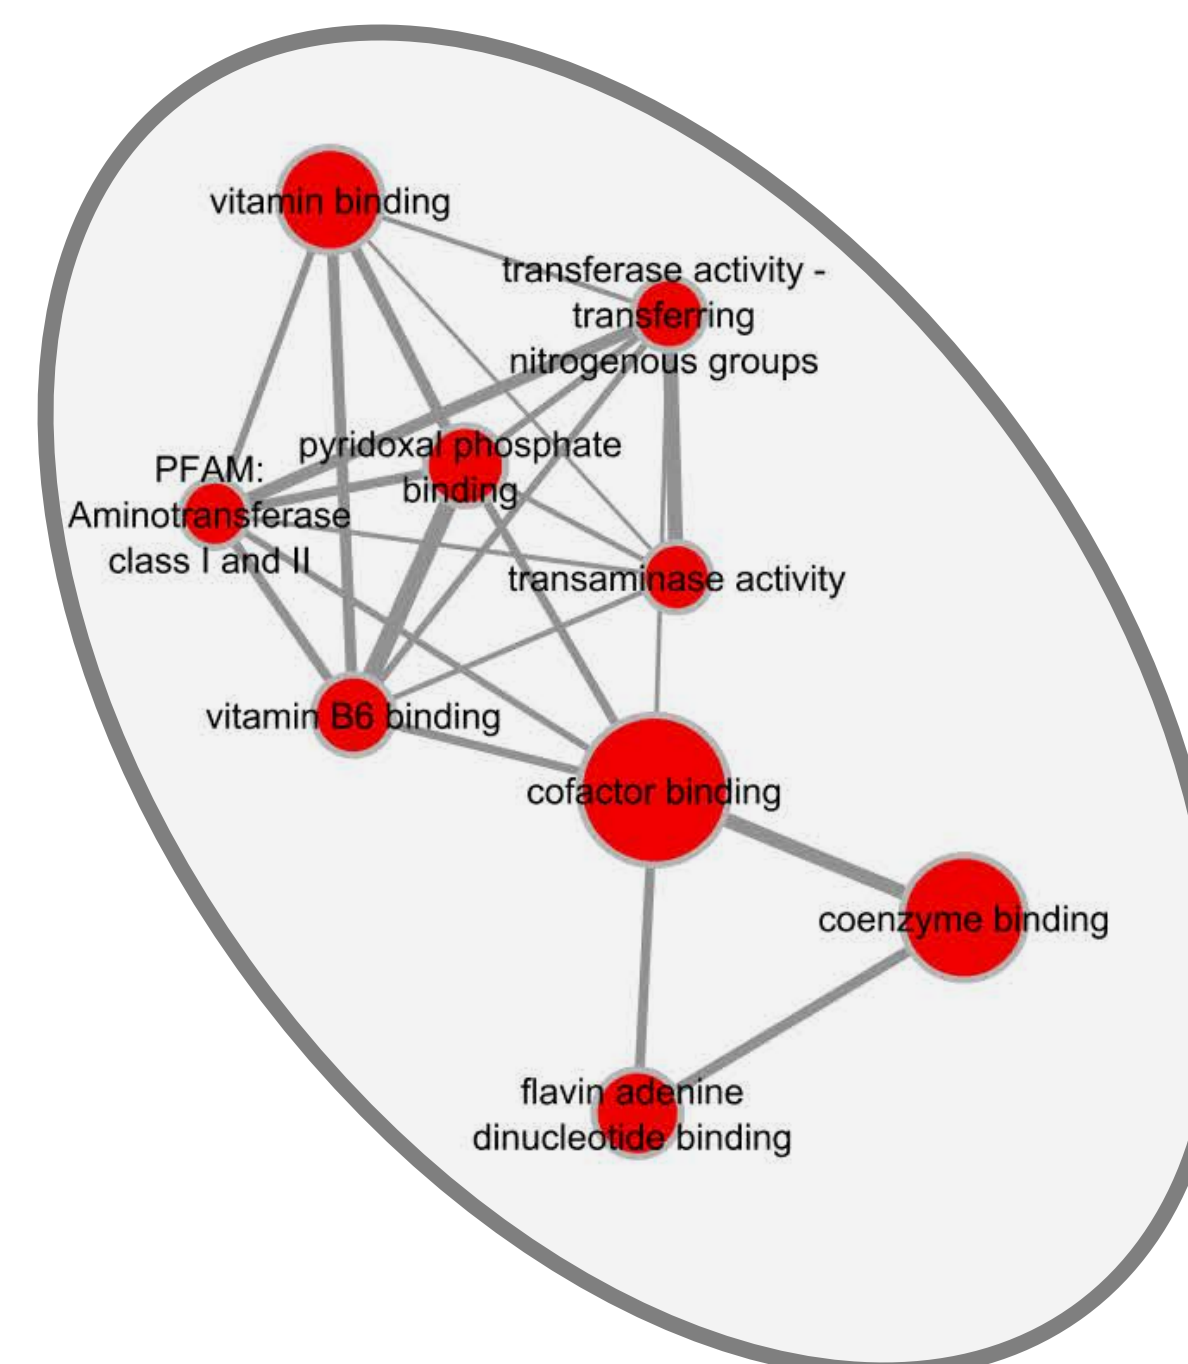 vitamin binding
transferase activity -
transferring
nitrogenous groups
pyridoxal phosphate
binding
PFAM:
Aminotransferase
class I and II
transaminase activity
vitamin B6 binding
cofactor binding
coenzyme binding
flavin adenine
dinucleotide binding